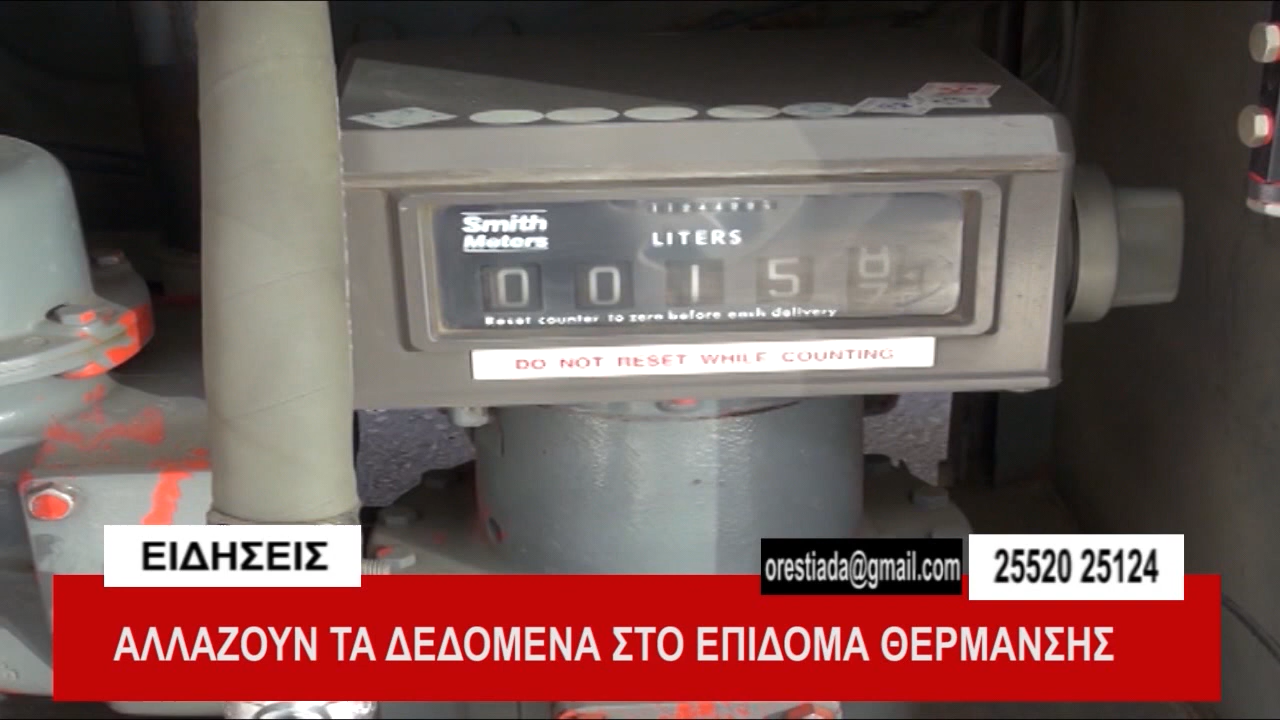 Smith
Meters
LITERS
0 0 1 5
Reset counter to zero before each delivery
DO NOT RESET WHILE COUNTING
ΕΙΔΗΣΕΙΣ
orestiada@gmail.com
25520 25124
ΑΛΛΑΖΟΥΝ ΤΑ ΔΕΔΟΜΕΝΑ ΣΤΟ ΕΠΙΔΟΜΑ ΘΕΡΜΑΝΣΗΣ